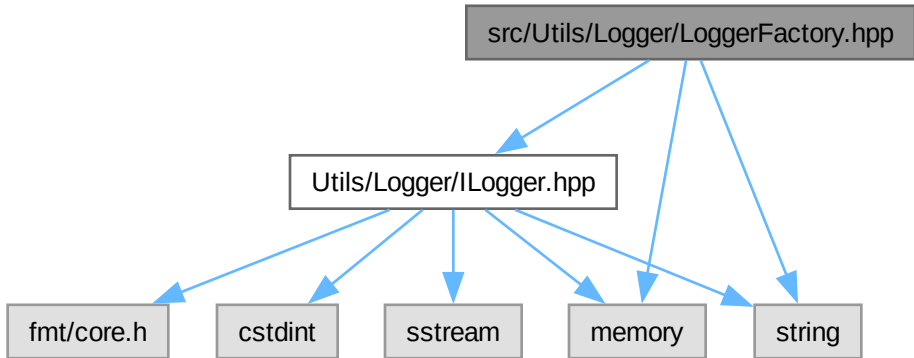 src/Utils/Logger/LoggerFactory.hpp
Utils/Logger/ILogger.hpp
fmt/core.h
cstdint
sstream
memory
string